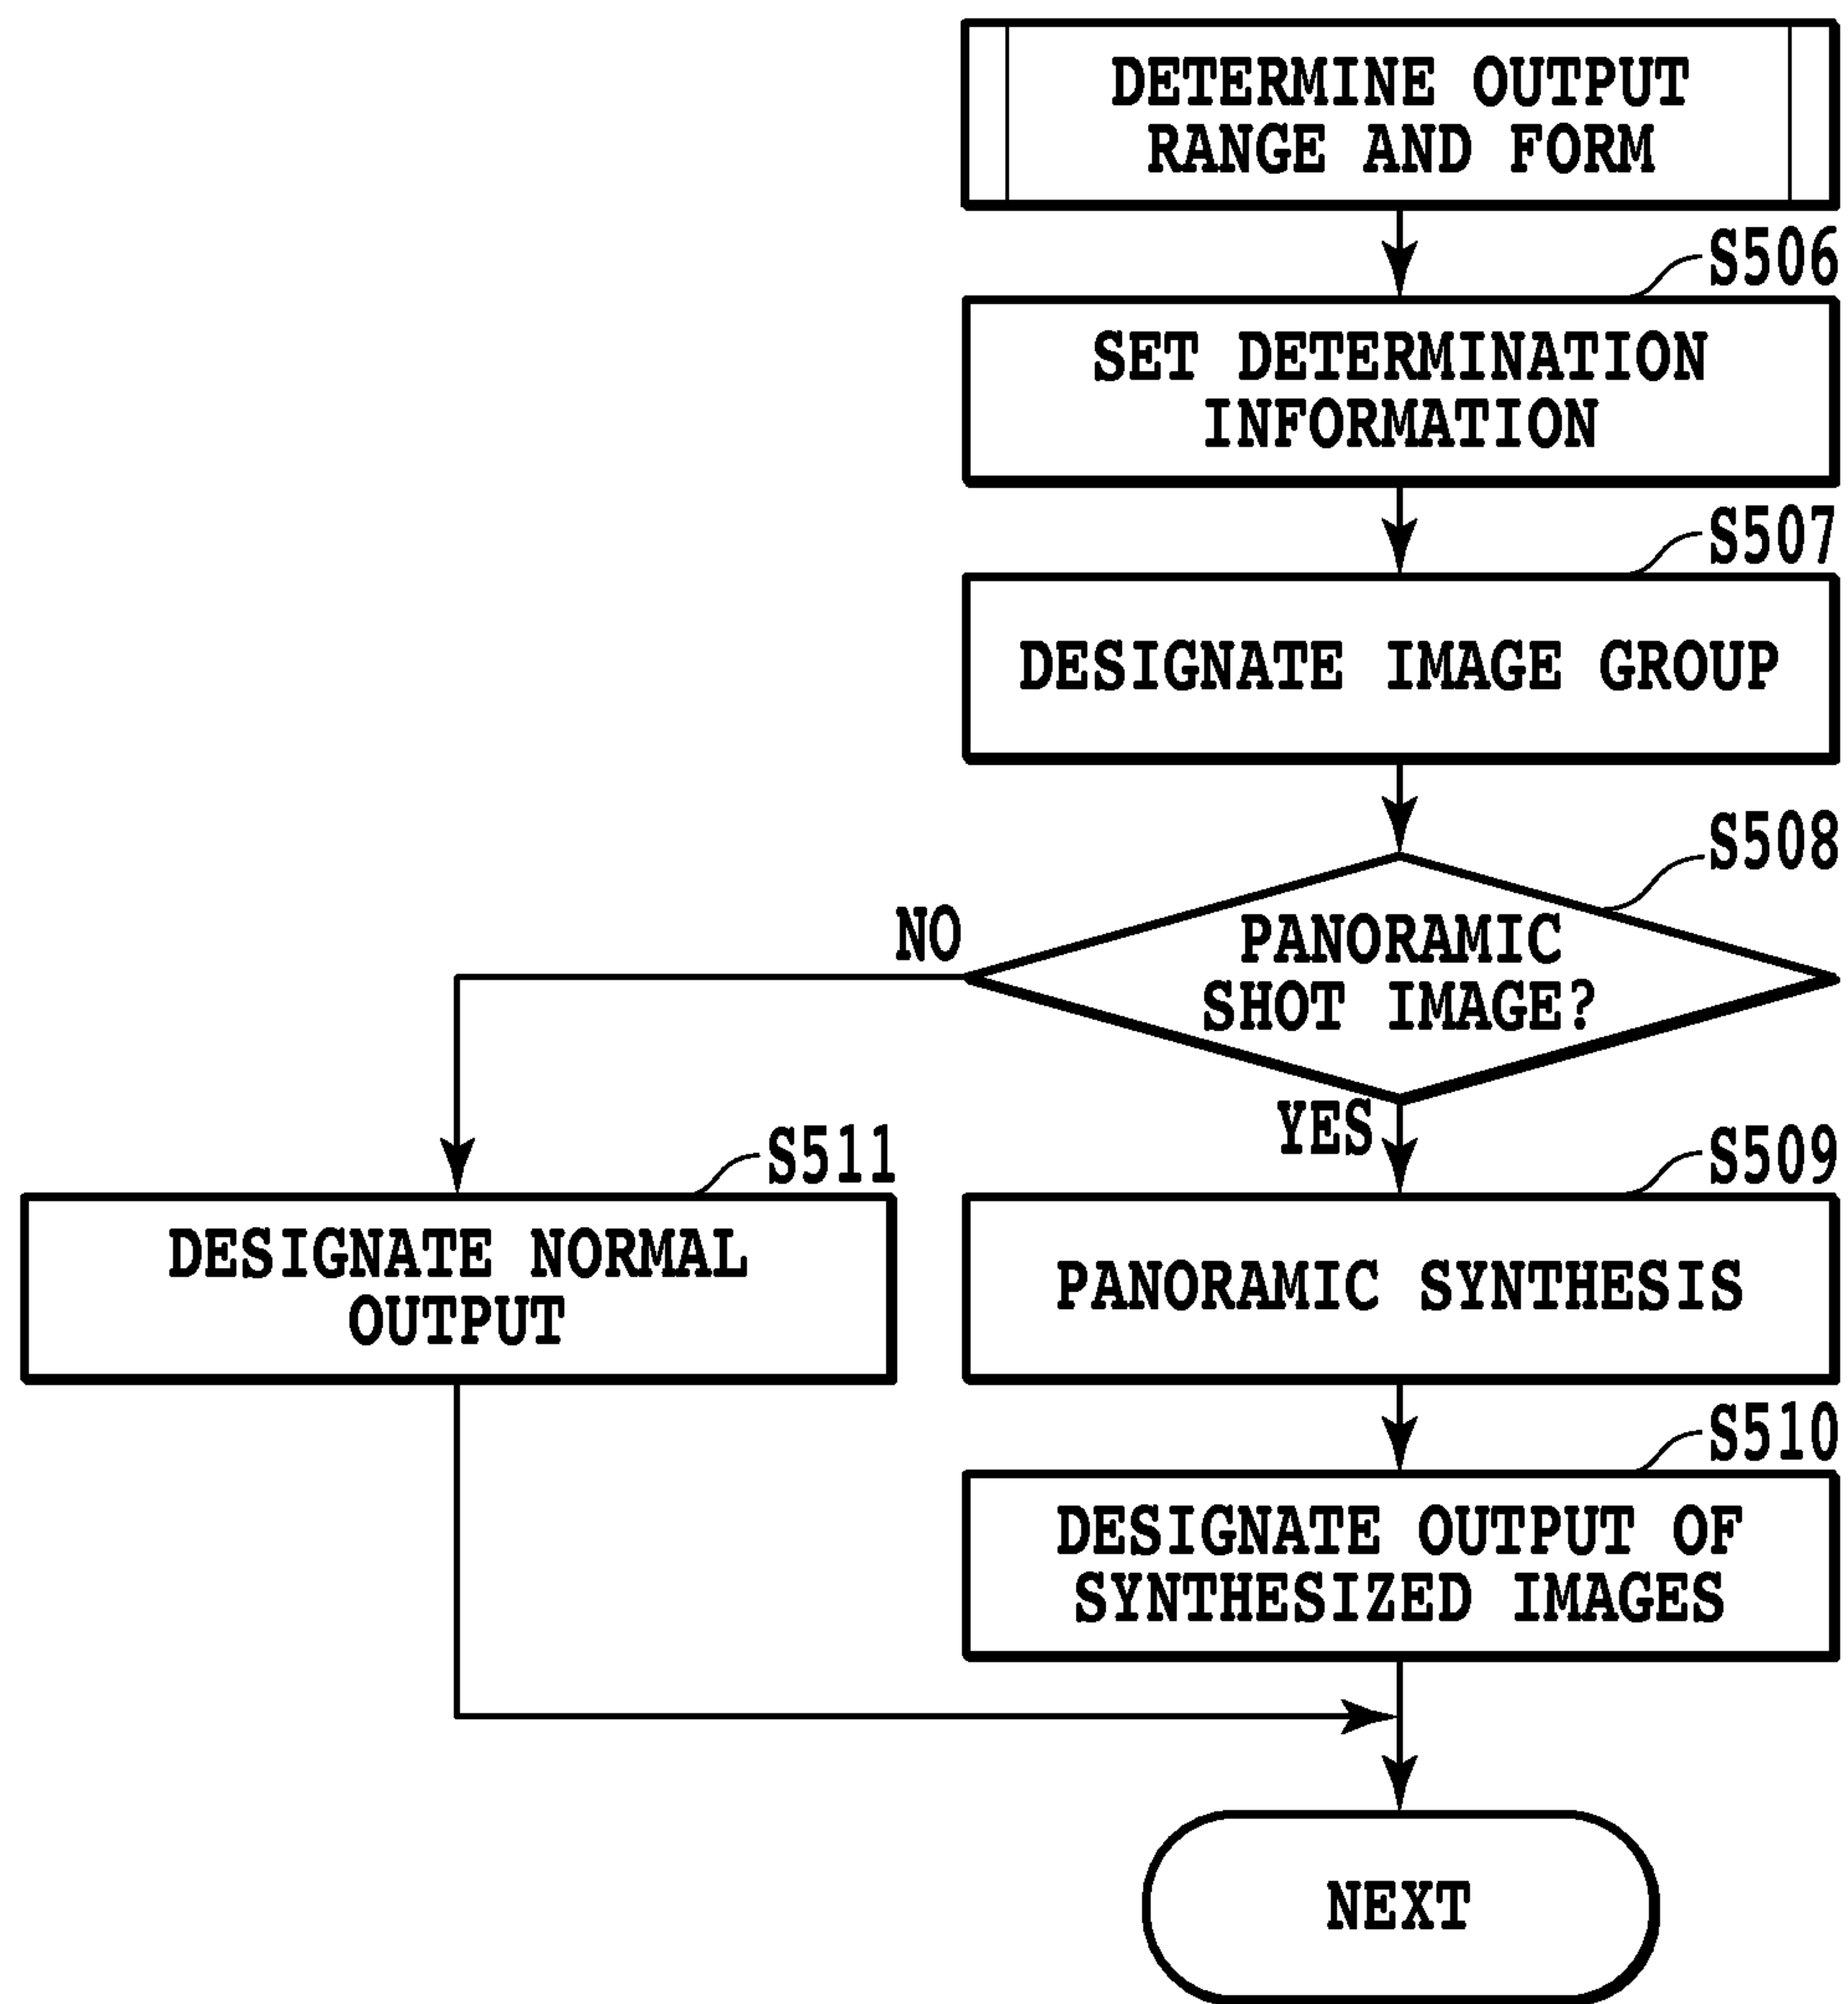 DETERMINE OUTPUT
RANGE AND FORM
S506
SET DETERMINATION
INFORMATION
S507
DESIGNATE IMAGE GROUP
S508
NO
PANORAMIC
SHOT IMAGE?
YES
S511
S509
DESIGNATE NORMAL
OUTPUT
PANORAMIC SYNTHESIS
S510
DESIGNATE OUTPUT OF
SYNTHESIZED IMAGES
NEXT